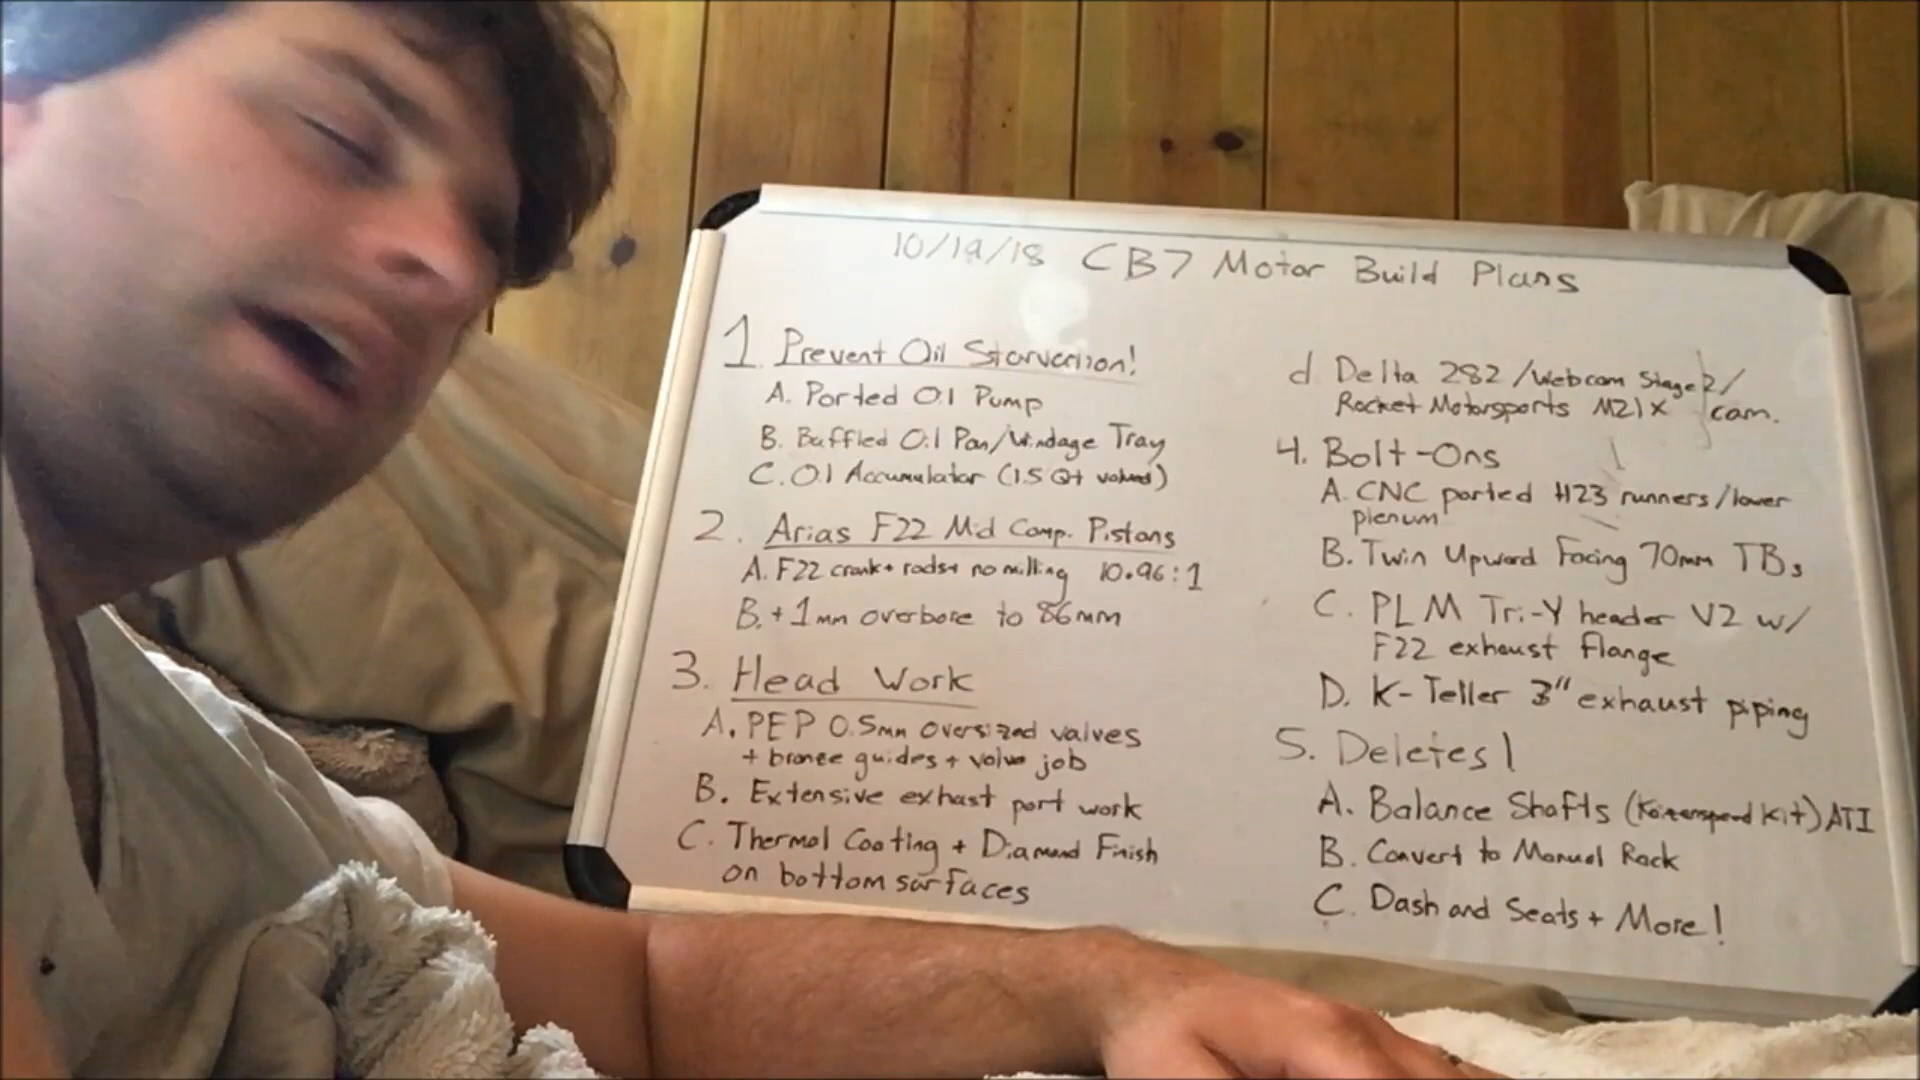 10/19/18 CB7 Motor Build Plans
1. Prevent Oil Starvation!
A. Ported Oil Pump
B. Baffled Oil Pan/Windage Tray
C. Oil Accumulator (1.5 Qt volume)
2. Arias F22 Mid Comp. Pistons
A. F22 crank + rods + no milling 10.96:1
B. +1mm overbore to 86mm
3. Head Work
A. PEP 0.5mm oversized valves
+ bronze guides + valve job
B. Extensive exhast port work
C. Thermal Coating + Diamond Finish
on bottom surfaces
d Delta 282/Webcam Stage 2/
Rocket Motorsports M21X cam.
4. Bolt-Ons
A. CNC ported H23 runners/lower
plenum
B. Twin Upward Facing 70mm TBs
C. PLM Tri-Y header V2 w/
F22 exhaust flange
D. K-Teller 3" exhaust piping
5. Deletes!
A. Balance Shafts (Kit) ATI
B. Convert to Manual Rack
C. Dash and Seats + More!